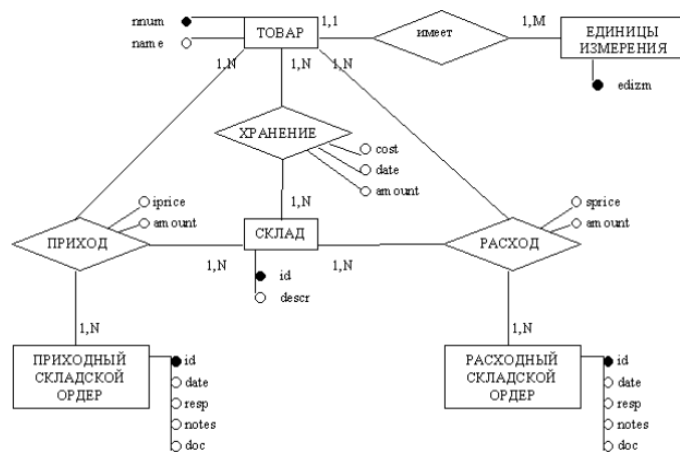 nnum
name
ТОВАР
1,1
имеет
1,M
ЕДИНИЦЫ
ИЗМЕРЕНИЯ
edizm
1,N
1,N
1,N
ХРАНЕНИЕ
cost
date
amount
iprice
amount
ПРИХОД
1,N
СКЛАД
sprice
amount
РАСХОД
1,N
1,N
id
descr
1,N
1,N
ПРИХОДНЫЙ
СКЛАДСКОЙ
ОРДЕР
id
date
resp
notes
doc
РАСХОДНЫЙ
СКЛАДСКОЙ
ОРДЕР
id
date
resp
notes
doc